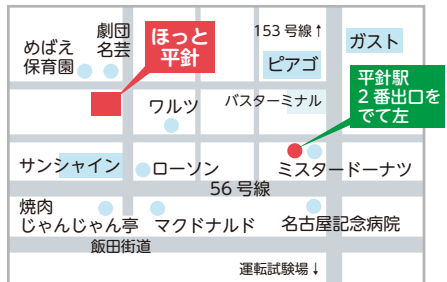 めばえ
保育園
劇団
名芸
ほっと
平針
153号線↑
ピアゴ
ガスト
ワルツ
バスターミナル
平針駅
2番出口を
でて左
サンシャイン
ローソン
ミスタードーナツ
56号線
焼肉
じゃんじゃん亭
マクドナルド
名古屋記念病院
飯田街道
運転試験場↓